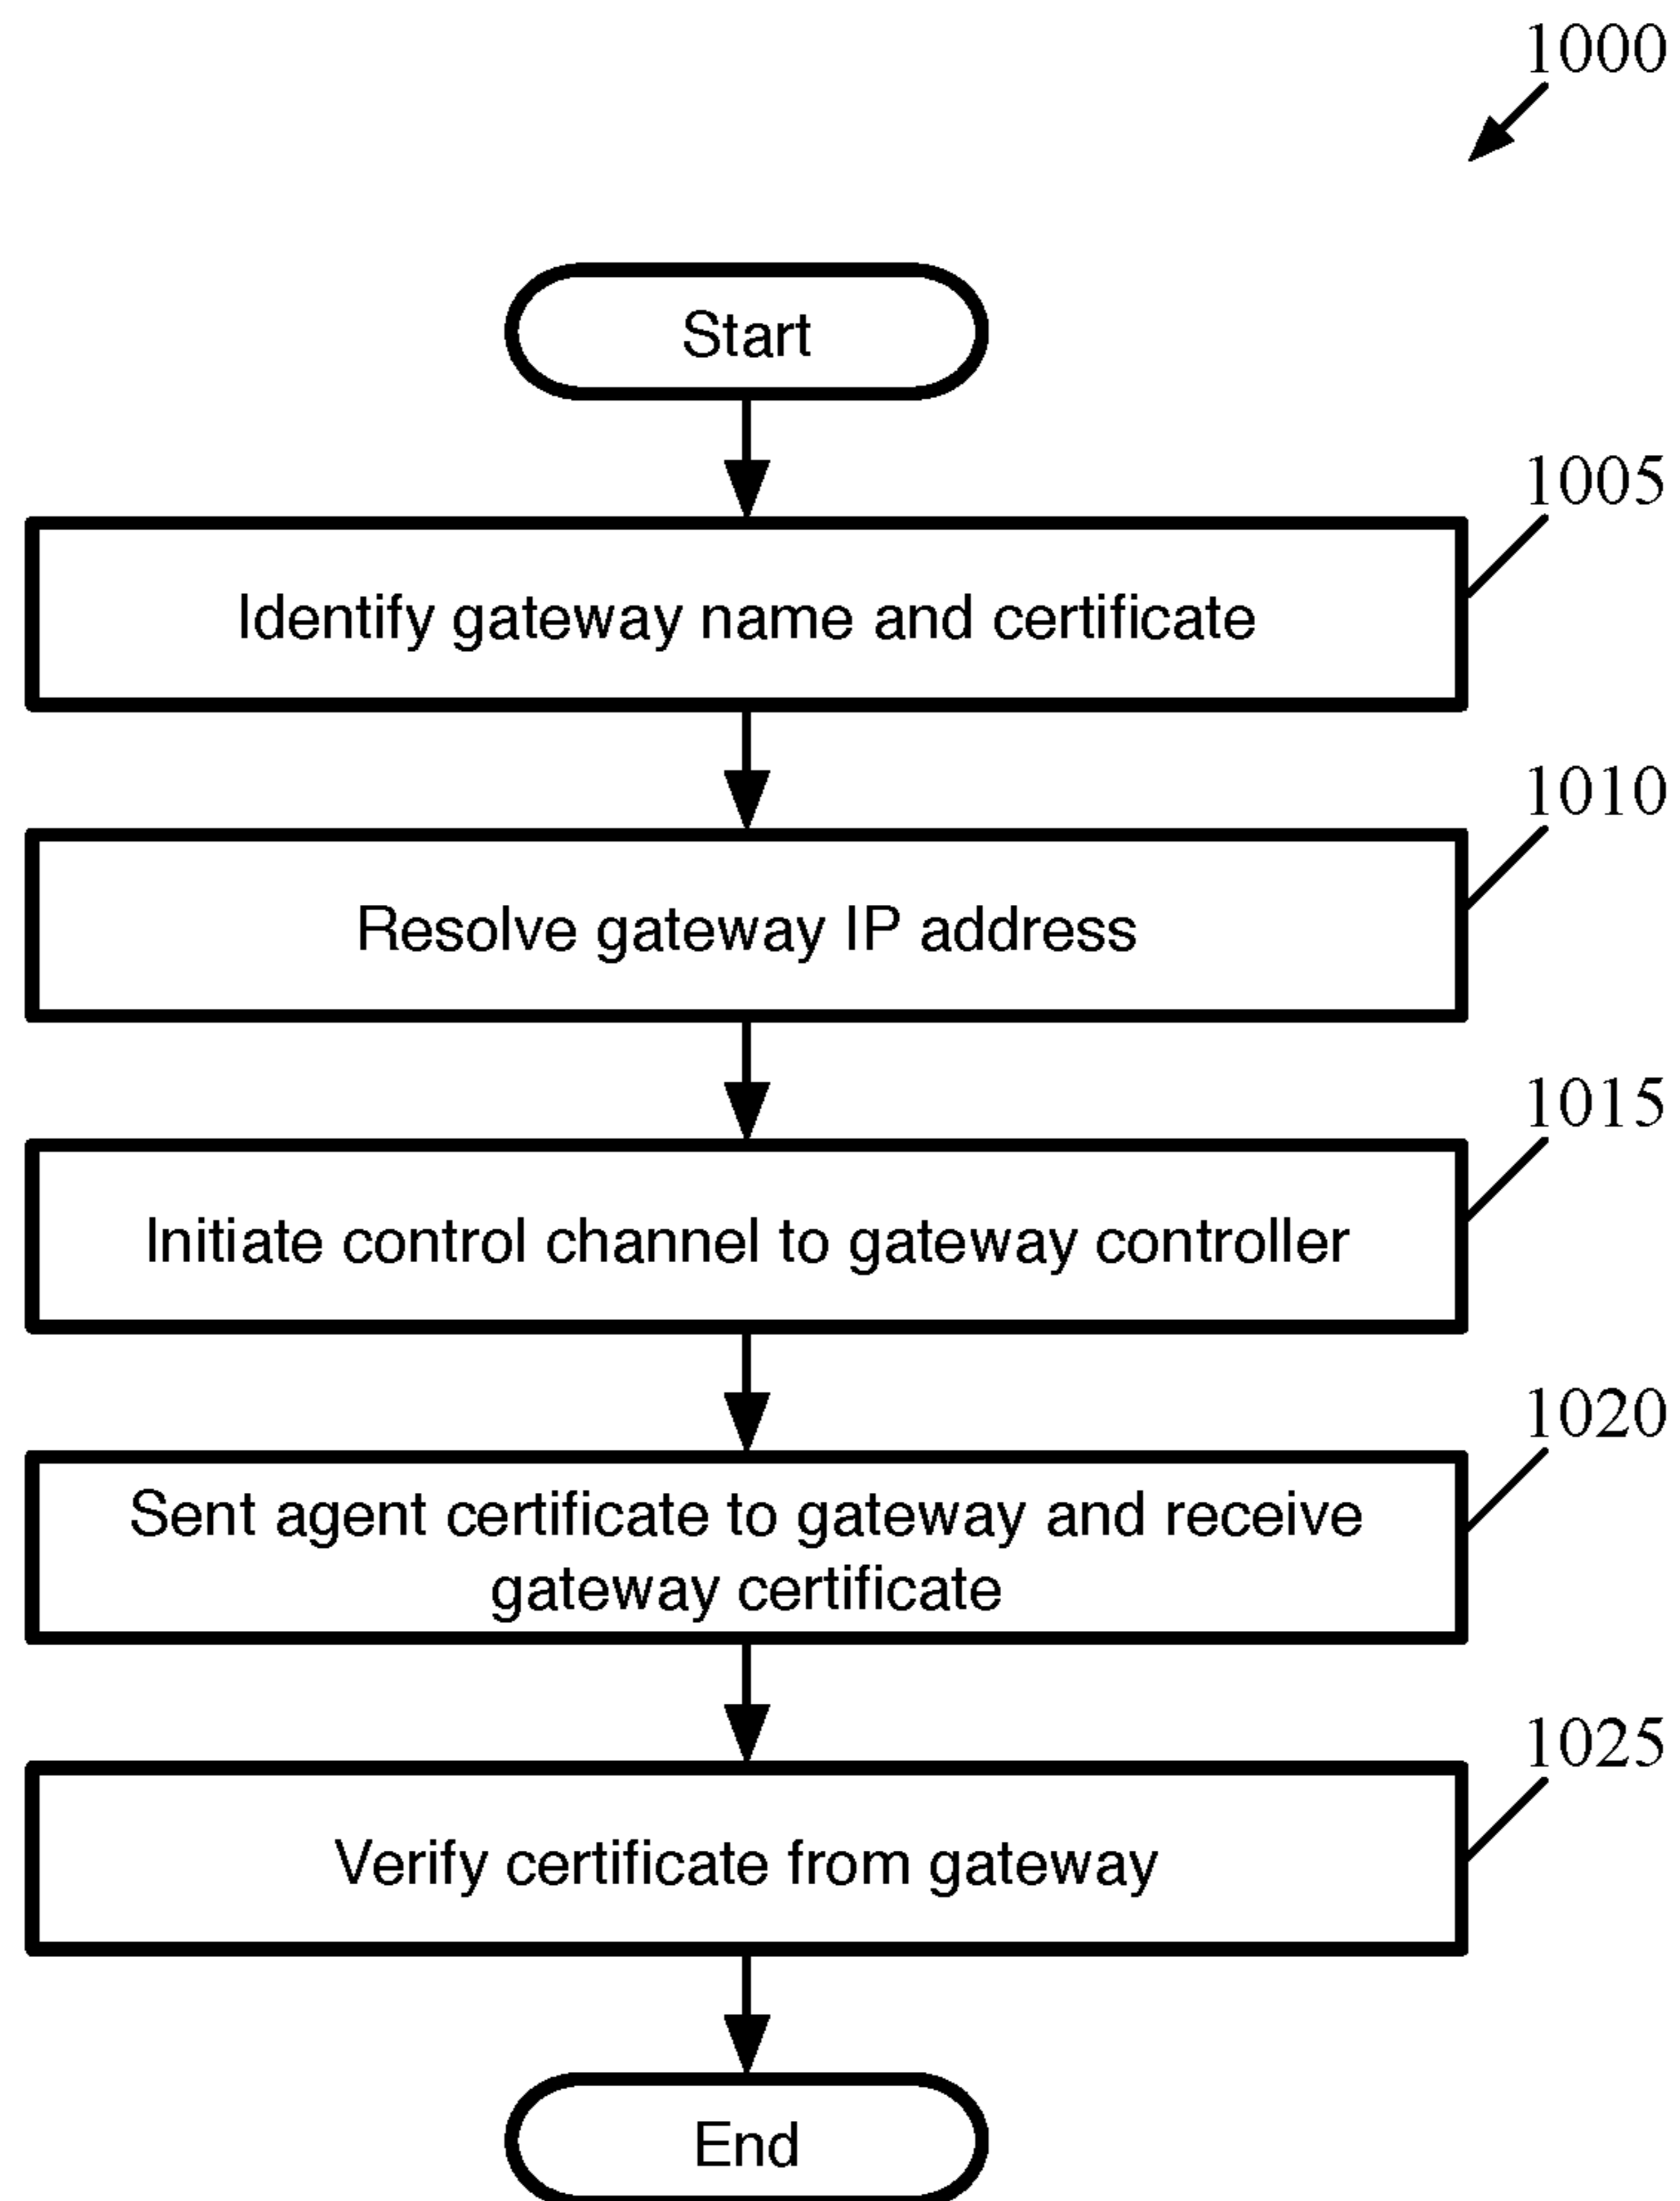 1000
Start
1005
Identify gateway name and certificate
1010
Resolve gateway IP address
1015
Initiate control channel to gateway controller
1020
Sent agent certificate to gateway and receive
gateway certificate
1025
Verify certificate from gateway
End